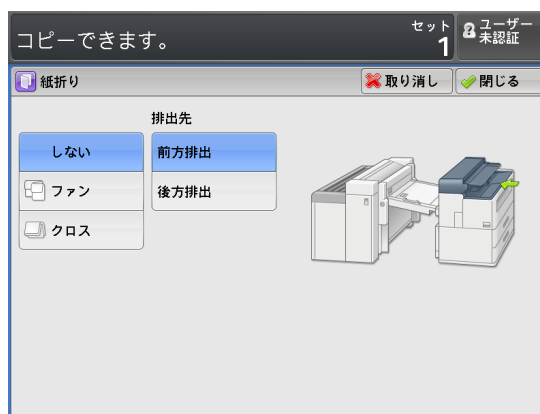 コピーできます。
セット
1
ユーザー
未認証
紙折り
取り消し
閉じる
排出先
しない
前方排出
ファン
後方排出
クロス